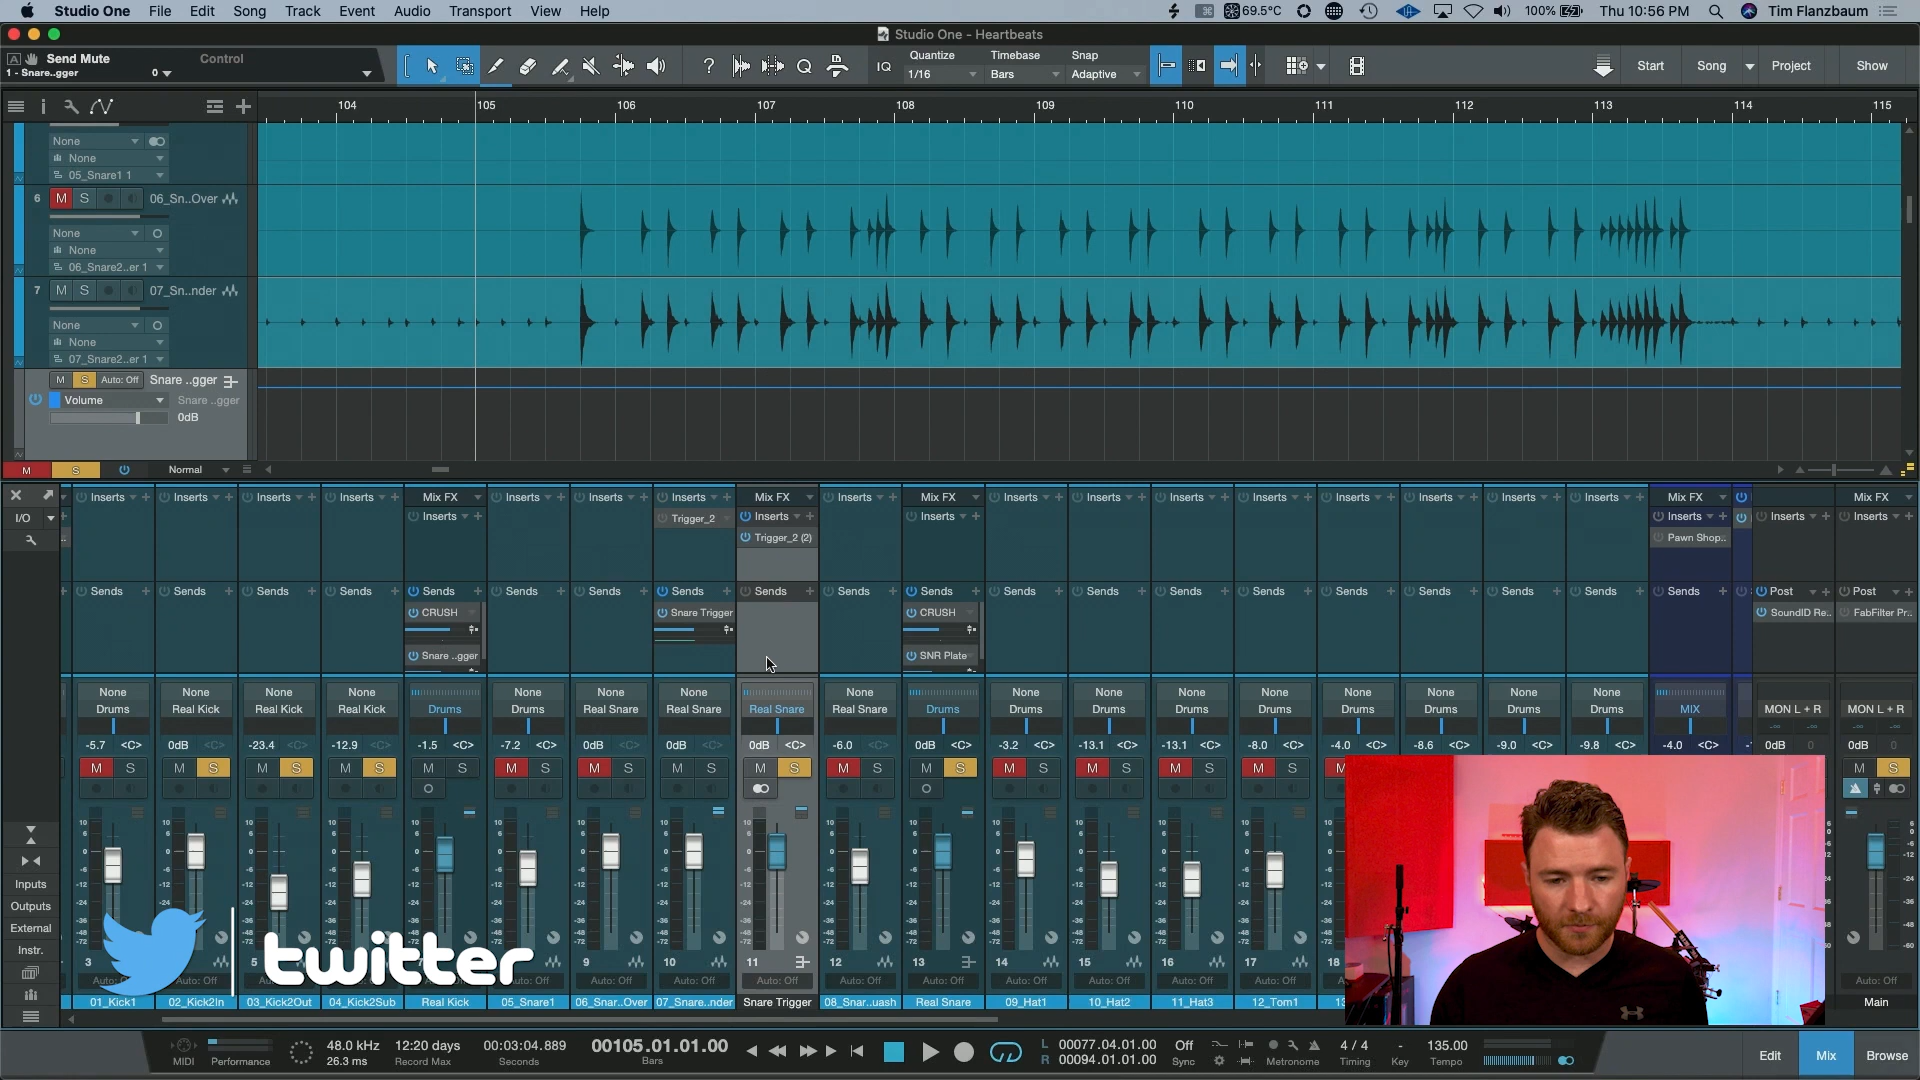 Studio One File Edit Song Track Event Audio Transport View Help
69.5°C 100% Thu 10:56 PM Tim Flanzbaum
Studio One - Heartbeats
Send Mute Control
1 - Snare..gger 0
IQ Quantize Timebase Snap
1/16 Bars Adaptive
Start Song Project Show
104 105 106 107 108 109 110 111 112 113 114 115
None
None
05_Snare1 1
6 M S 06_Sn..Over
None
None
06_Snare2..er 1
7 M S 07_Sn..nder
None
None
07_Snare2..er 1
M S Auto: Off Snare ..gger
Volume Snare ..gger
0dB
M S Normal
Inserts Inserts Inserts Inserts Mix FX Inserts Inserts Inserts Mix FX Inserts Mix FX Inserts Inserts Inserts Inserts Inserts Inserts Inserts Inserts Mix FX Mix FX
I/O Inserts Trigger_2 Inserts Inserts Inserts Inserts Inserts
Trigger_2 (2) Pawn Shop..
Sends Sends Sends Sends Sends Sends Sends Sends Sends Sends Sends Sends Sends Sends Sends Sends Sends Sends Sends Sends Post Post
CRUSH Snare Trigger CRUSH SoundID Re.. FabFilter Pr..
Snare ..gger SNR Plate
None None None None None None None None None None None None None None None None None
Drums Real Kick Real Kick Real Kick Drums Drums Real Snare Real Snare Real Snare Real Snare Drums Drums Drums Drums Drums Drums Drums Drums Drums MIX MON L + R MON L + R
-5.7 <C> 0dB <C> -23.4 <C> -12.9 <C> -1.5 <C> -7.2 <C> 0dB <C> 0dB <C> 0dB <C> -6.0 <C> 0dB <C> -3.2 <C> -13.1 <C> -13.1 <C> -8.0 <C> -4.0 <C> -8.6 <C> -9.0 <C> -9.8 <C> -4.0 <C> 0dB 0dB
M S M S M S M S M S M S M S M S M S M S M S M S M S M S M S M M S
Inputs
Outputs
External
Instr.
twitter
3 5 9 11 12 13 14 15 16 17 18
Auto: Off Auto: Off Auto: Off Auto: Off Auto: Off Auto: Off Auto: Off Auto: Off Auto: Off Auto: Off Auto: Off Auto: Off
01_Kick1 02_Kick2In 03_Kick2Out 04_Kick2Sub Real Kick 05_Snare1 06_Snar..Over 07_Snare..nder Snare Trigger 08_Snar..uash Real Snare 09_Hat1 10_Hat2 11_Hat3 12_Tom1 Main
MIDI Performance 48.0 kHz 12:20 days 00:03:04.889 00105.01.01.00 L 00077.04.01.00 Off 4 / 4 - 135.00
26.3 ms Record Max Seconds Bars R 00094.01.01.00 Sync Metronome Timing Key Tempo
Edit Mix Browse